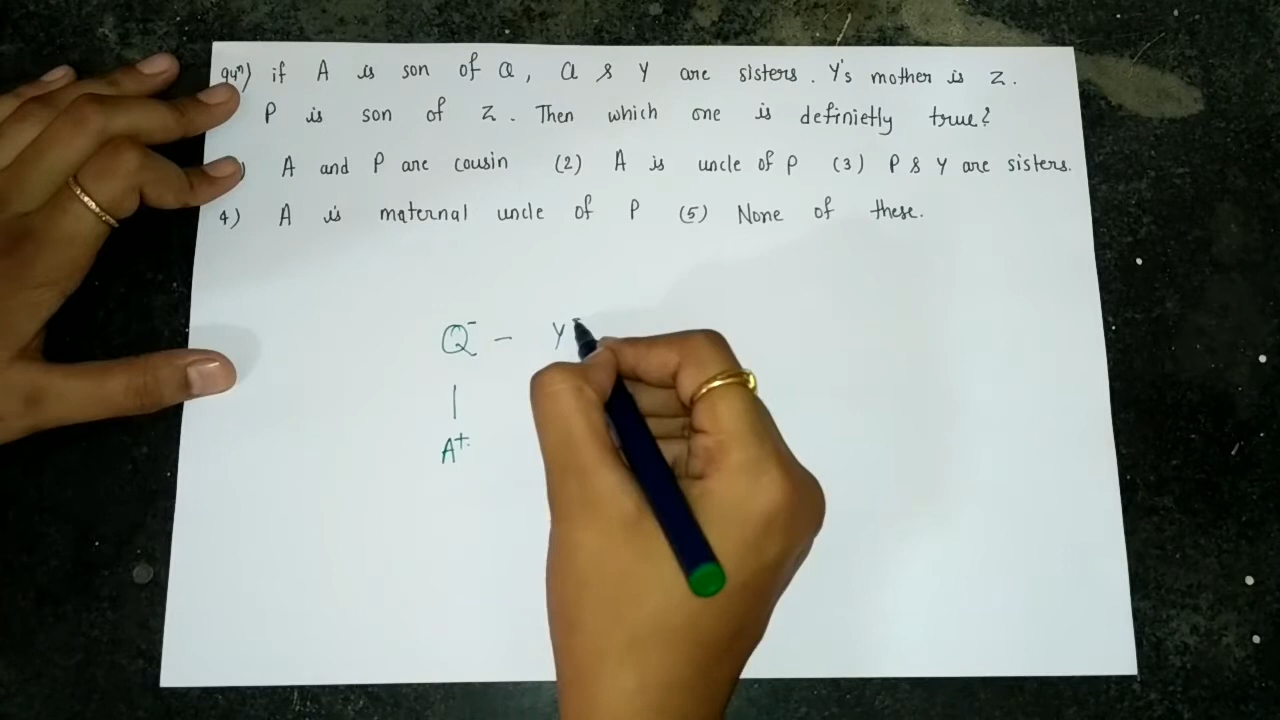 Qus") if A is son of Q, Q & Y are sisters. Y's mother is Z.
P is son of Z. Then which one is definietly true?
) A and P are cousin (2) A is uncle of P (3) P & Y are sisters.
4) A is maternal uncle of P (5) None of these.
Q- - Y
|
A+